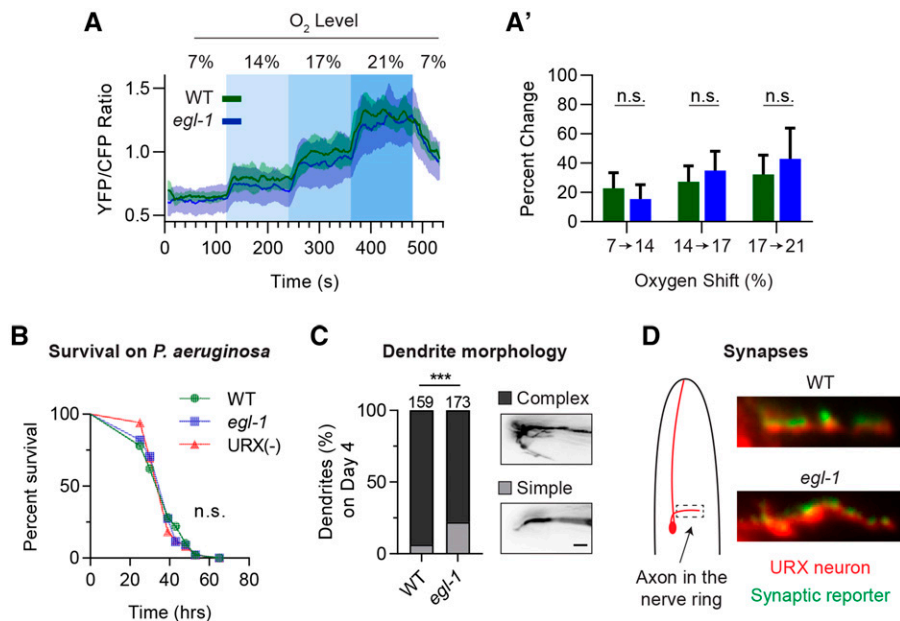 A
O2 Level
7% 14% 17% 21% 7%
WT
egl-1
YFP/CFP Ratio
1.5
1.0
0.5
0 100 200 300 400 500
Time (s)
A'
Percent Change
100
80
60
40
20
0
n.s. n.s. n.s.
7→14 14→17 17→21
Oxygen Shift (%)
B Survival on P. aeruginosa
Percent survival
100
50
0
WT
egl-1
URX(-)
n.s.
0 20 40 60 80
Time (hrs)
C Dendrite morphology
Dendrites (%)
on Day 4
100
50
0
***
159 173
WT egl-1
Complex
Simple
D Synapses
WT
egl-1
Axon in the
nerve ring
URX neuron
Synaptic reporter